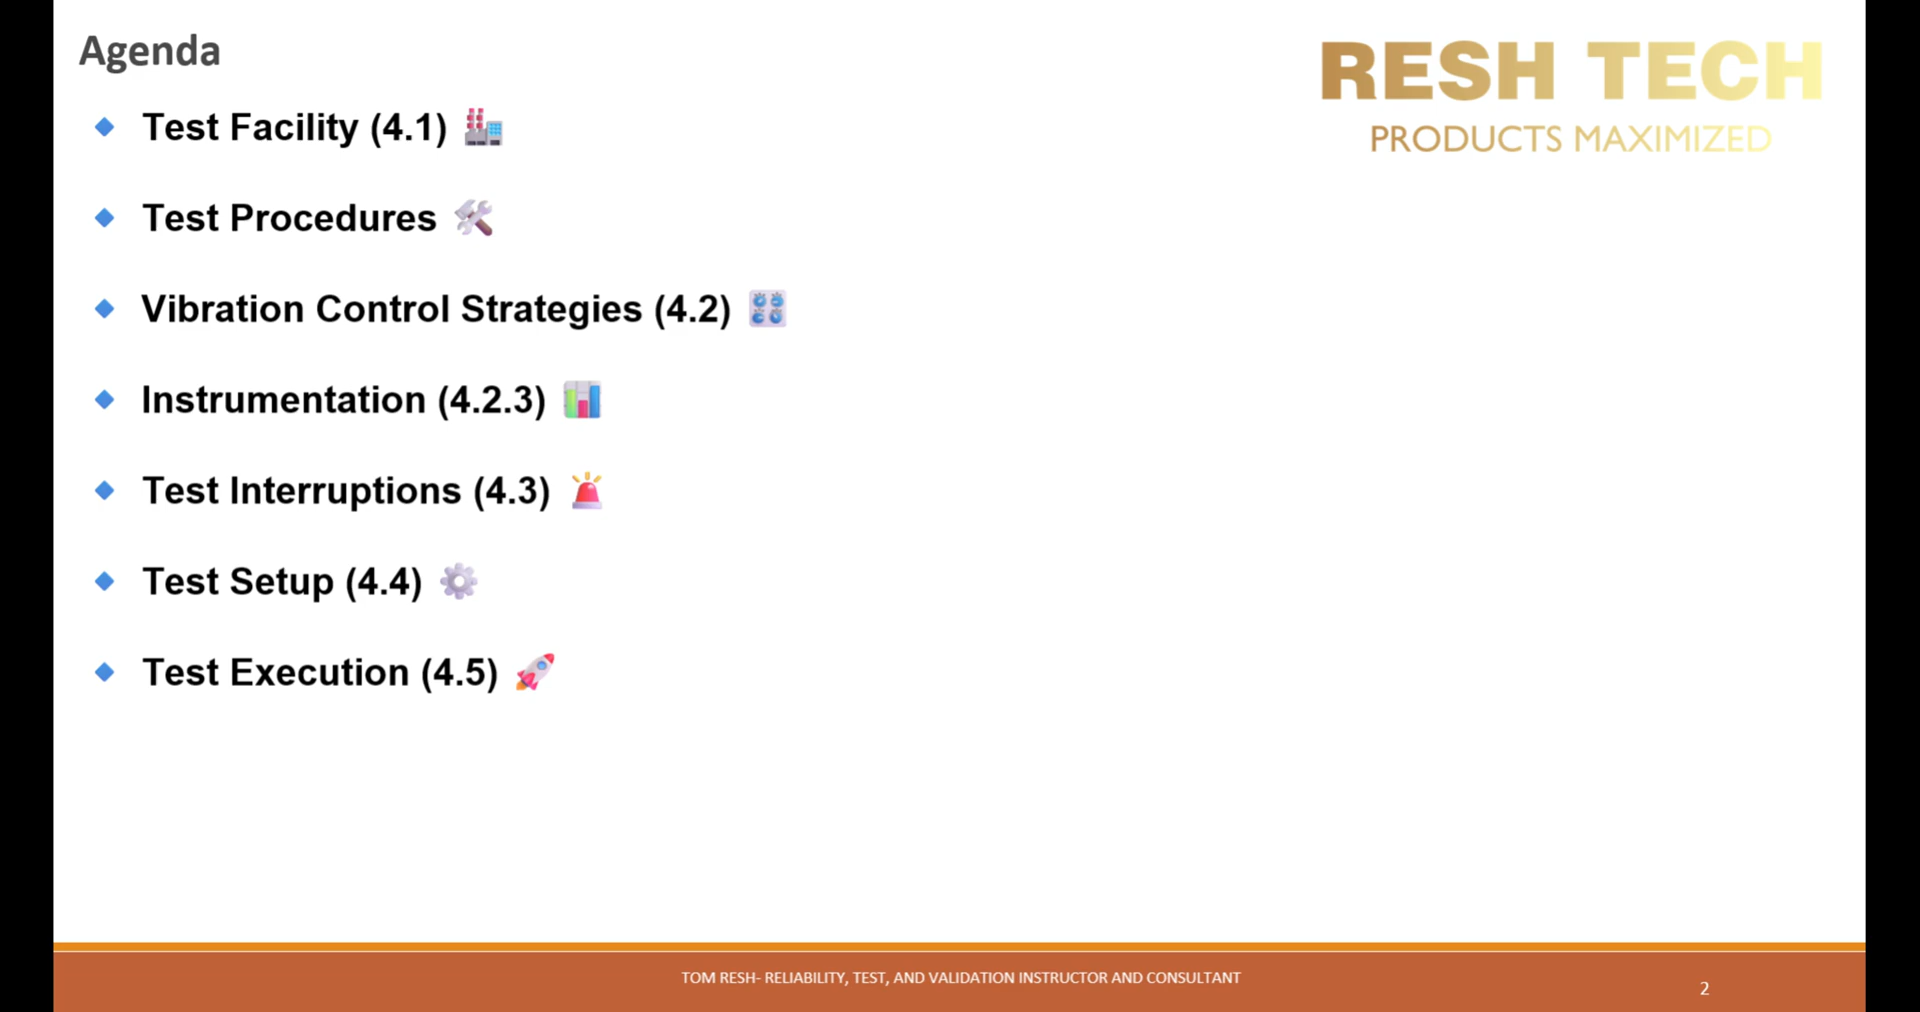 Agenda
RESH TECH
PRODUCTS MAXIMIZED
Test Facility (4.1)
Test Procedures
Vibration Control Strategies (4.2)
Instrumentation (4.2.3)
Test Interruptions (4.3)
Test Setup (4.4)
Test Execution (4.5)
TOM RESH- RELIABILITY, TEST, AND VALIDATION INSTRUCTOR AND CONSULTANT
2